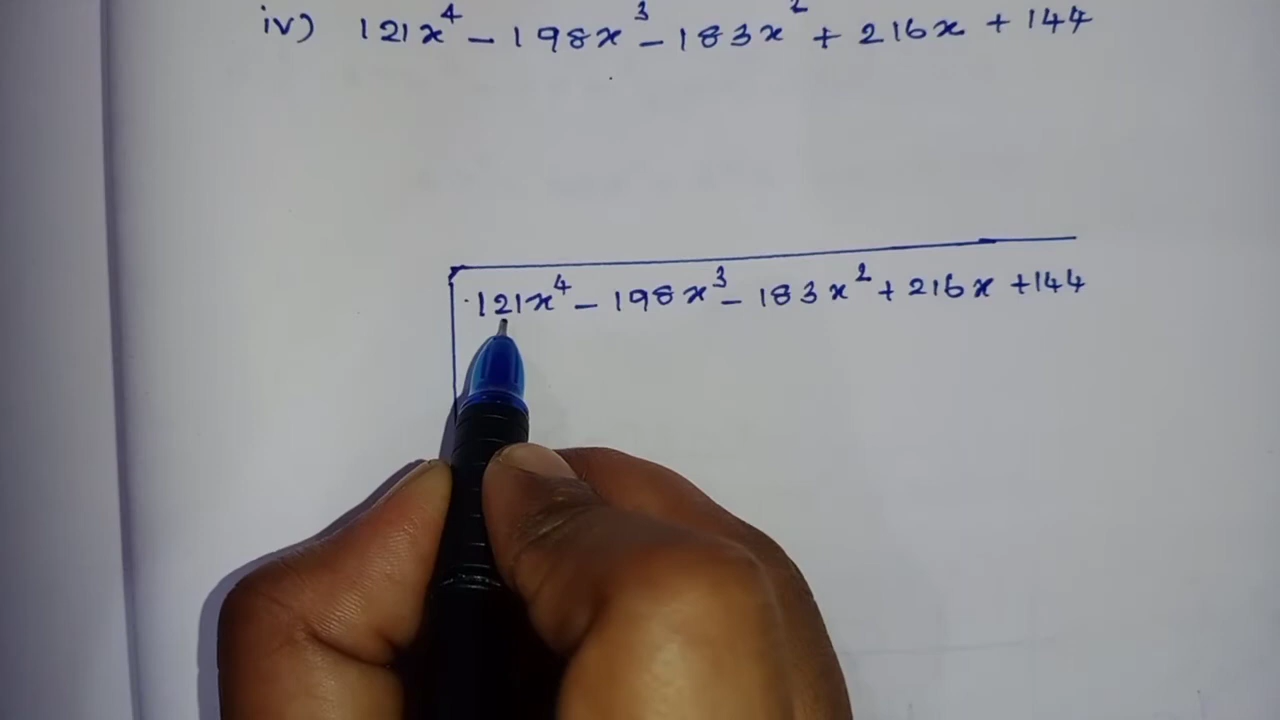 iv) 121x⁴ - 198x³ - 183x² + 216x + 144
121x⁴ - 198x³ - 183x² + 216x + 144